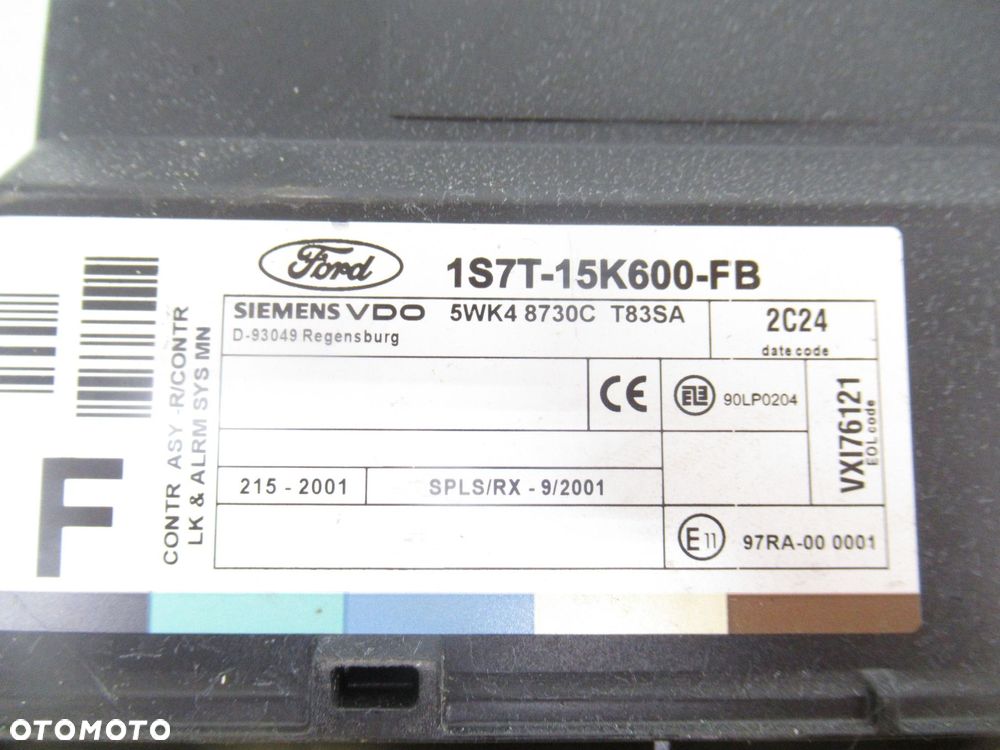 Ford 1S7T-15K600-FB
SIEMENS VDO 5WK4 8730C T83SA
D-93049 Regensburg
2C24
date code
CE
90LP0204
VXI76121
EOL code
215 - 2001 SPLS/RX - 9/2001
E11 97RA-00 0001
CONTR ASY -R/CONTR
LK & ALRM SYS MN
F
OTOMOTO
OTOMOTO